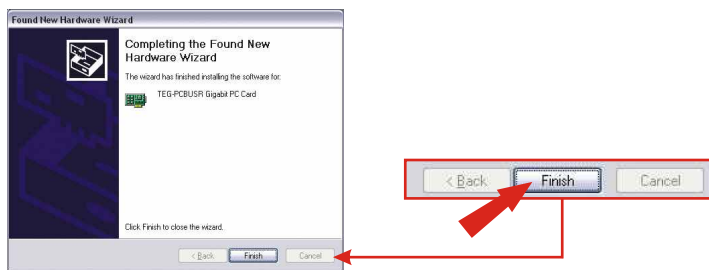 Found New Hardware Wizard
Completing the Found New
Hardware Wizard
The wizard has finished installing the software for:
TEG-PCBUSR Gigabit PC Card
Click Finish to close the wizard.
< Back Finish Cancel
< Back Finish Cancel